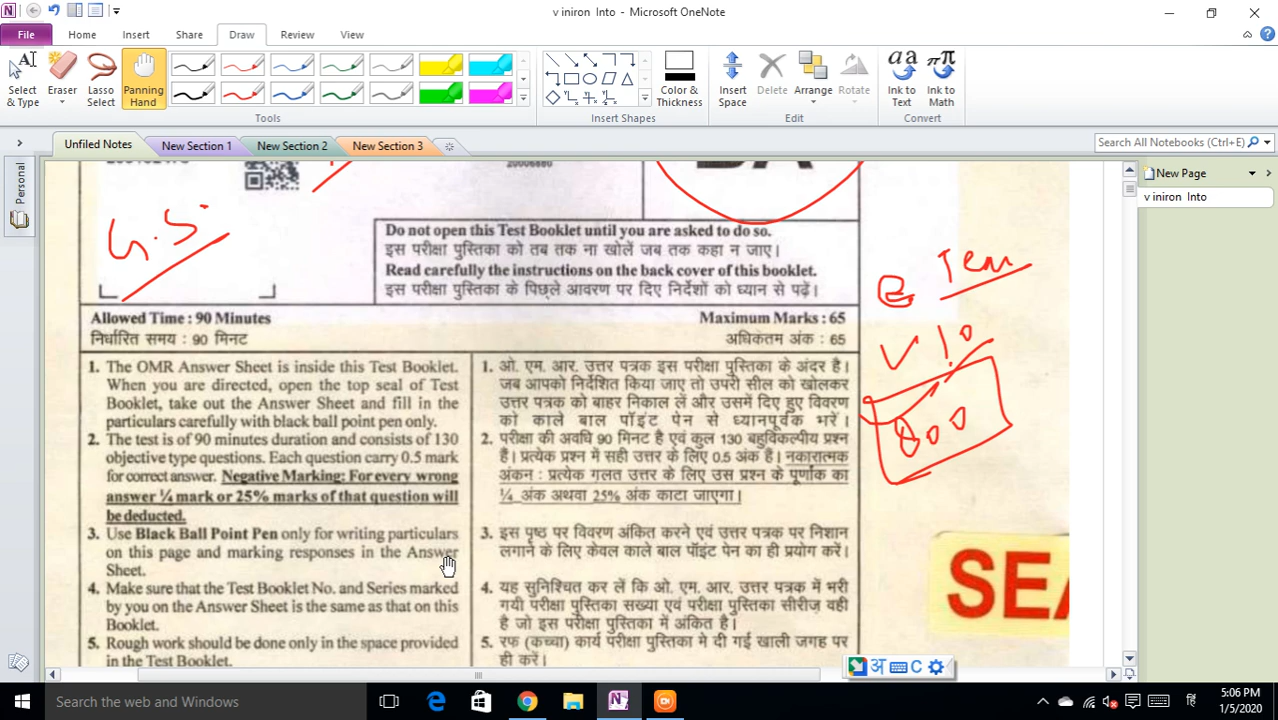 v iniron Into - Microsoft OneNote
File Home Insert Share Draw Review View
Select & Type
Eraser
Lasso Select
Panning Hand
Color & Thickness
Insert Space
Delete
Arrange
Rotate
Ink to Text
Ink to Math
Tools
Insert Shapes
Edit
Convert
Unfiled Notes New Section 1 New Section 2 New Section 3
Search All Notebooks (Ctrl+E)
Personal
New Page
v iniron Into
G.S.
Do not open this Test Booklet until you are asked to do so.
इस परीक्षा पुस्तिका को तब तक ना खोलें जब तक कहा न जाए।
Read carefully the instructions on the back cover of this booklet.
इस परीक्षा पुस्तिका के पिछले आवरण पर दिए निर्देशों को ध्यान से पढ़ें।
Allowed Time : 90 Minutes
निर्धारित समय : 90 मिनट
Maximum Marks : 65
अधिकतम अंक : 65
1. The OMR Answer Sheet is inside this Test Booklet.
When you are directed, open the top seal of Test
Booklet, take out the Answer Sheet and fill in the
particulars carefully with black ball point pen only.
2. The test is of 90 minutes duration and consists of 130
objective type questions. Each question carry 0.5 mark
for correct answer. Negative Marking: For every wrong
answer ¼ mark or 25% marks of that question will
be deducted.
3. Use Black Ball Point Pen only for writing particulars
on this page and marking responses in the Answer
Sheet.
4. Make sure that the Test Booklet No. and Series marked
by you on the Answer Sheet is the same as that on this
Booklet.
5. Rough work should be done only in the space provided
in the Test Booklet.
1. ओ. एम. आर. उत्तर पत्रक इस परीक्षा पुस्तिका के अंदर है।
जब आपको निर्देशित किया जाए तो उपरी सील को खोलकर
उत्तर पत्रक को बाहर निकाल लें और उसमें दिए हुए विवरण
को काले बाल पॉइंट पेन से ध्यानपूर्वक भरें।
2. परीक्षा की अवधि 90 मिनट है एवं कुल 130 बहुविकल्पीय प्रश्न
है। प्रत्येक प्रश्न में सही उत्तर के लिए 0.5 अंक हैं। नकारात्मक
अंकन : प्रत्येक गलत उत्तर के लिए उस प्रश्न के पूर्णांक का
¼ अंक अथवा 25% अंक काटा जाएगा।
3. इस पृष्ठ पर विवरण अंकित करने एवं उत्तर पत्रक पर निशान
लगाने के लिए केवल काले बाल पॉइंट पेन का ही प्रयोग करें।
4. यह सुनिश्चित कर लें कि ओ. एम. आर. उत्तर पत्रक में भरी
गयी परीक्षा पुस्तिका सख्या एवं परीक्षा पुस्तिका सीरीज़ वही
है जो इस परीक्षा पुस्तिका में अंकित है।
5. रफ (कच्चा) कार्य परीक्षा पुस्तिका मे दी गई खाली जगह पर
ही करें।
800
SEA
Search the Windows and the web
5:06 PM
1/5/2020